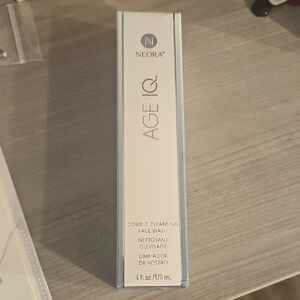 N
NEORA®
AGE IQ®
DOUBLE-CLEANSING
FACE WASH
NETTOYANT
DU VISAGE
LIMPIADOR
DE ROSTRO
4 fl oz./120 mL